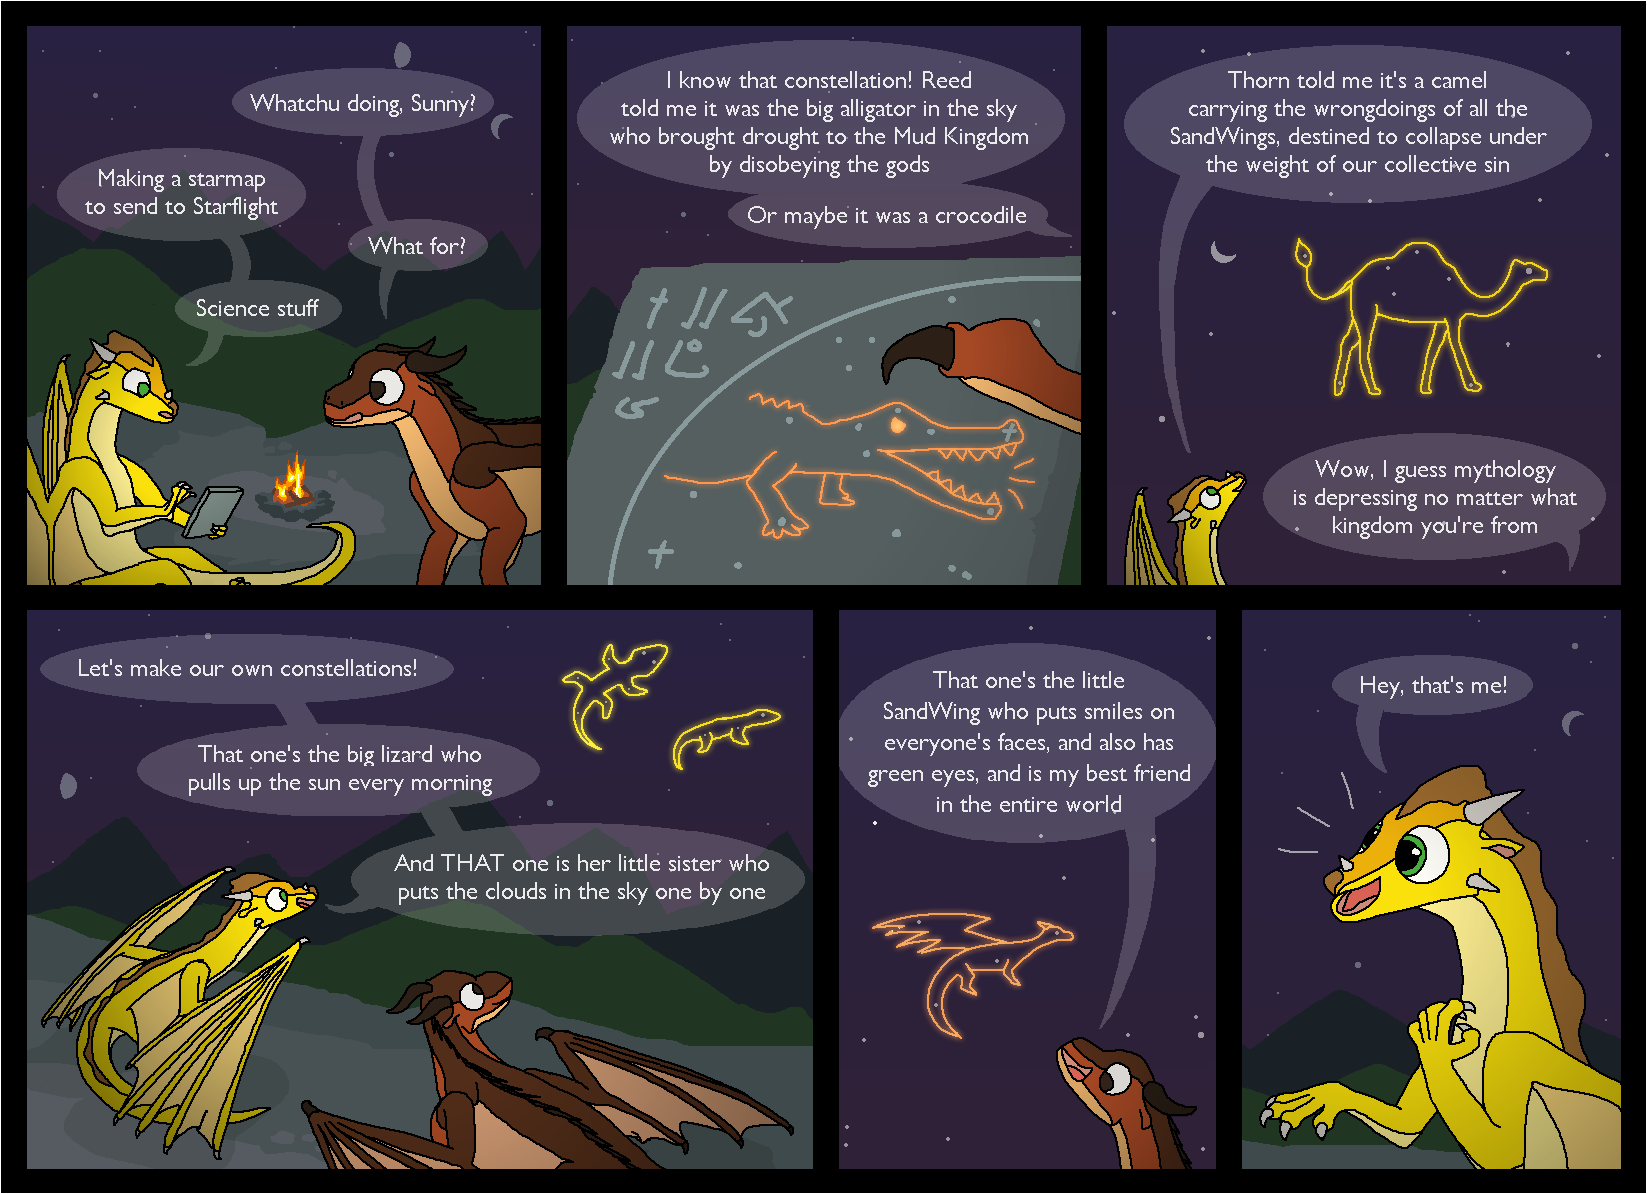 Whatchu doing, Sunny?
Making a starmap
to send to Starflight
What for?
Science stuff
I know that constellation! Reed
told me it was the big alligator in the sky
who brought drought to the Mud Kingdom
by disobeying the gods
Or maybe it was a crocodile
Thorn told me it's a camel
carrying the wrongdoings of all the
SandWings, destined to collapse under
the weight of our collective sin
Wow, I guess mythology
is depressing no matter what
kingdom you're from
Let's make our own constellations!
That one's the big lizard who
pulls up the sun every morning
And THAT one is her little sister who
puts the clouds in the sky one by one
That one's the little
SandWing who puts smiles on
everyone's faces, and also has
green eyes, and is my best friend
in the entire world
Hey, that's me!